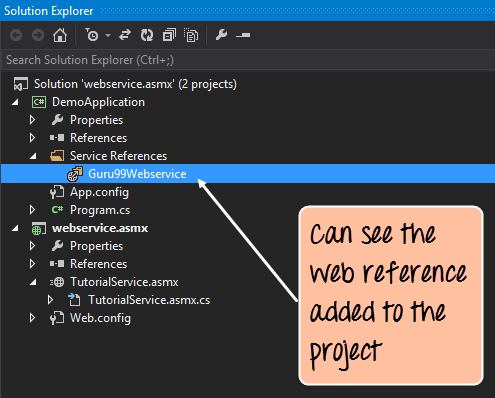 Solution Explorer
Search Solution Explorer (Ctrl+;)
Solution 'webservice.asmx' (2 projects)
C# DemoApplication
Properties
References
Service References
Guru99Webservice
App.config
C# Program.cs
webservice.asmx
Properties
References
TutorialService.asmx
TutorialService.asmx.cs
Web.config
Can see the
web reference
added to the
project